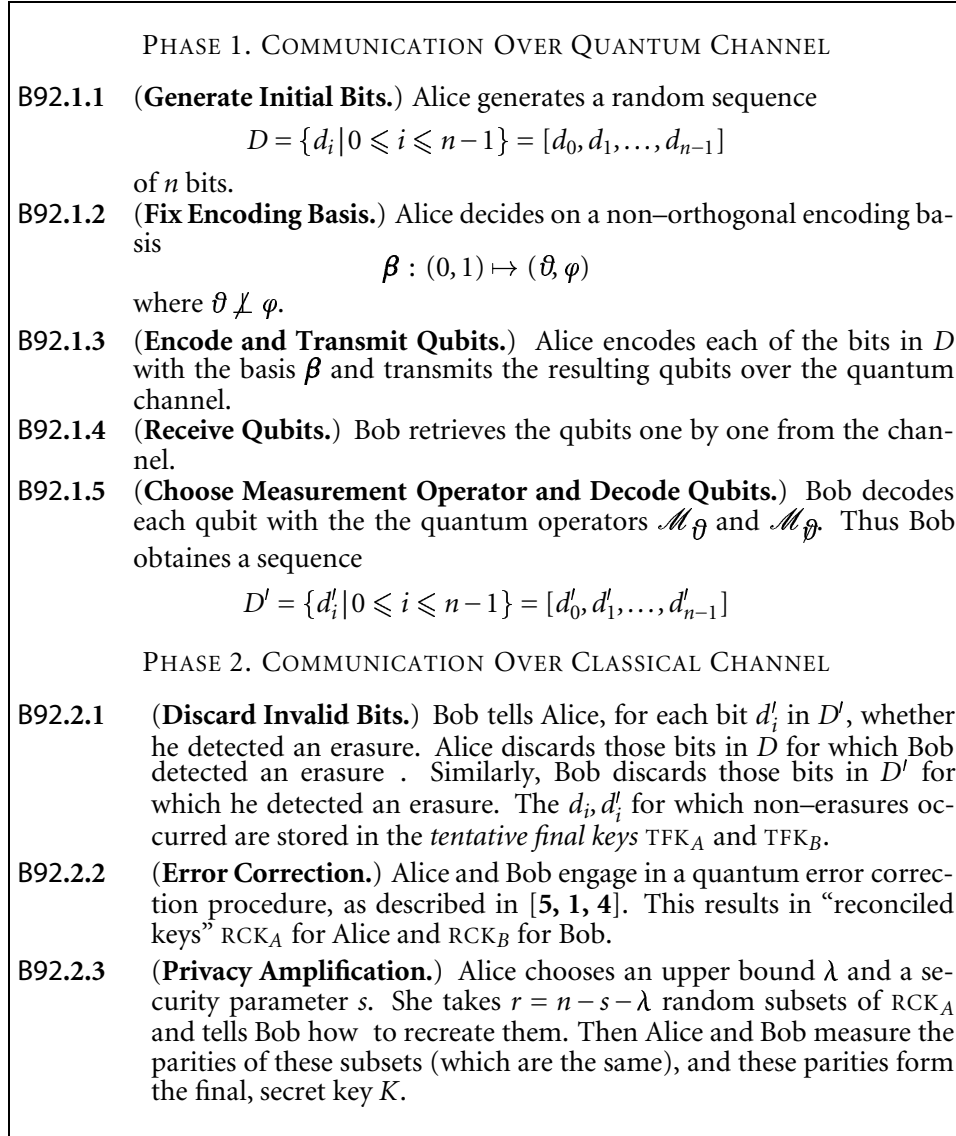 PHASE 1. COMMUNICATION OVER QUANTUM CHANNEL
B92.1.1 (Generate Initial Bits.) Alice generates a random sequence
D = {d_i | 0 ⩽ i ⩽ n − 1} = [d_0, d_1, …, d_{n−1}]
of n bits.
B92.1.2 (Fix Encoding Basis.) Alice decides on a non–orthogonal encoding ba-
sis
β : (0, 1) ↦ (ϑ, φ)
where ϑ ⊥̸ φ.
B92.1.3 (Encode and Transmit Qubits.) Alice encodes each of the bits in D
with the basis β and transmits the resulting qubits over the quantum
channel.
B92.1.4 (Receive Qubits.) Bob retrieves the qubits one by one from the chan-
nel.
B92.1.5 (Choose Measurement Operator and Decode Qubits.) Bob decodes
each qubit with the the quantum operators ℳ_ϑ and ℳ_ϑ̸. Thus Bob
obtaines a sequence
D′ = {d′_i | 0 ⩽ i ⩽ n − 1} = [d′_0, d′_1, …, d′_{n−1}]
PHASE 2. COMMUNICATION OVER CLASSICAL CHANNEL
B92.2.1 (Discard Invalid Bits.) Bob tells Alice, for each bit d′_i in D′, whether
he detected an erasure. Alice discards those bits in D for which Bob
detected an erasure . Similarly, Bob discards those bits in D′ for
which he detected an erasure. The d_i, d′_i for which non–erasures oc-
curred are stored in the tentative final keys TFK_A and TFK_B.
B92.2.2 (Error Correction.) Alice and Bob engage in a quantum error correc-
tion procedure, as described in [5, 1, 4]. This results in “reconciled
keys” RCK_A for Alice and RCK_B for Bob.
B92.2.3 (Privacy Amplification.) Alice chooses an upper bound λ and a se-
curity parameter s. She takes r = n − s − λ random subsets of RCK_A
and tells Bob how to recreate them. Then Alice and Bob measure the
parities of these subsets (which are the same), and these parities form
the final, secret key K.